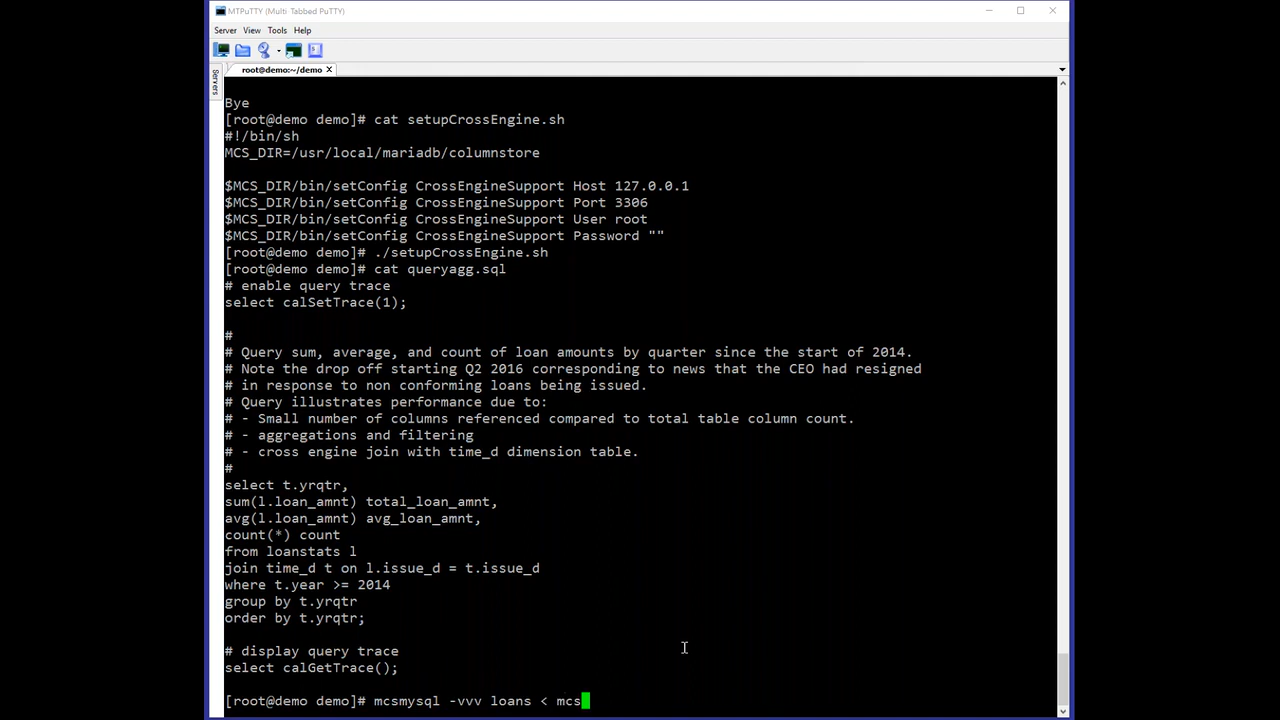 MTPuTTY (Multi-Tabbed PuTTY)
Server View Tools Help
root@demo:~/demo
Servers
Bye
[root@demo demo]# cat setupCrossEngine.sh
#!/bin/sh
MCS_DIR=/usr/local/mariadb/columnstore
$MCS_DIR/bin/setConfig CrossEngineSupport Host 127.0.0.1
$MCS_DIR/bin/setConfig CrossEngineSupport Port 3306
$MCS_DIR/bin/setConfig CrossEngineSupport User root
$MCS_DIR/bin/setConfig CrossEngineSupport Password ""
[root@demo demo]# ./setupCrossEngine.sh
[root@demo demo]# cat queryagg.sql
# enable query trace
select calSetTrace(1);
#
# Query sum, average, and count of loan amounts by quarter since the start of 2014.
# Note the drop off starting Q2 2016 corresponding to news that the CEO had resigned
# in response to non conforming loans being issued.
# Query illustrates performance due to:
# - Small number of columns referenced compared to total table column count.
# - aggregations and filtering
# - cross engine join with time_d dimension table.
#
select t.yrqtr,
sum(l.loan_amnt) total_loan_amnt,
avg(l.loan_amnt) avg_loan_amnt,
count(*) count
from loanstats l
join time_d t on l.issue_d = t.issue_d
where t.year >= 2014
group by t.yrqtr
order by t.yrqtr;
# display query trace
select calGetTrace();
[root@demo demo]# mcsmysql -vvv loans < mcs